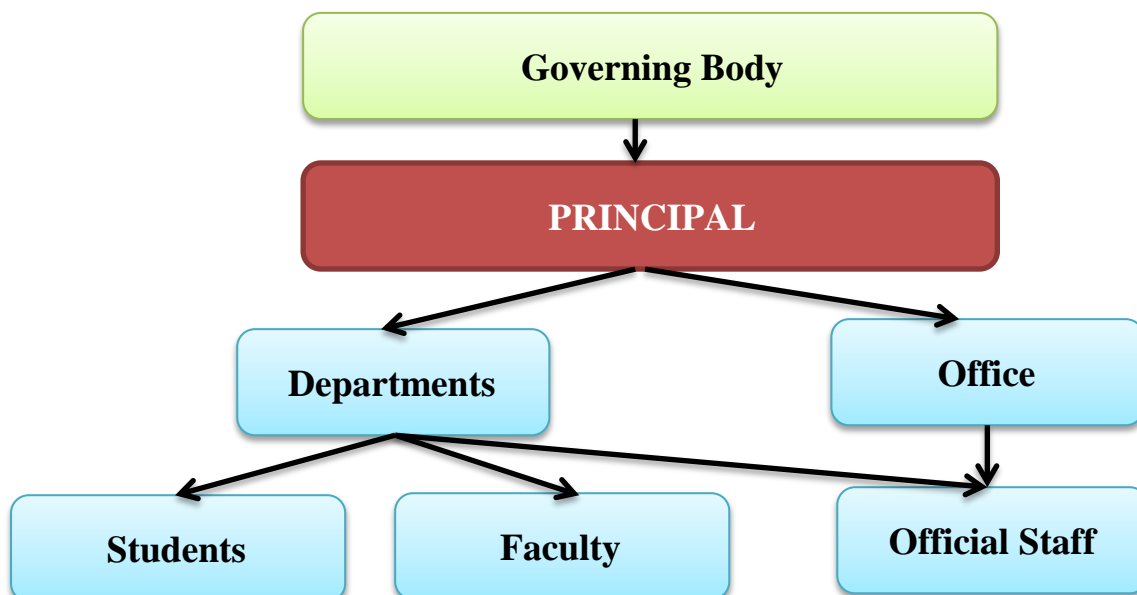 Governing Body
PRINCIPAL
Departments
Office
Students
Faculty
Official Staff